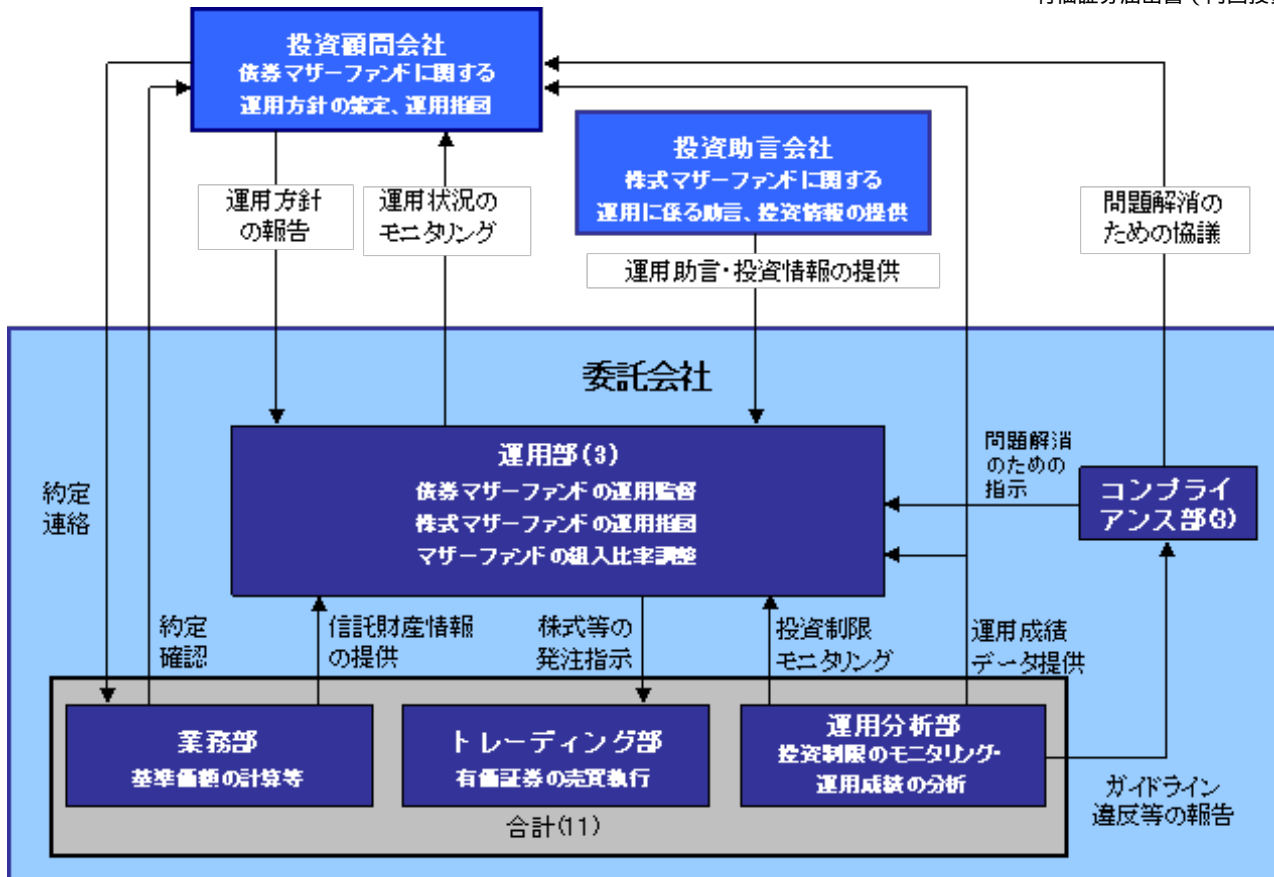 投資顧問会社
債券マザーファンドに関する
運用方針の策定、運用指図
投資助言会社
株式マザーファンドに関する
運用に係る助言、投資情報の提供
運用方針
の報告
運用状況の
モニタリング
運用助言・投資情報の提供
問題解消の
ための協議
委託会社
約定
連絡
運用部(3)
債券マザーファンドの運用監督
株式マザーファンドの運用指図
マザーファンドの組入比率調整
問題解消
のための
指示
コンプライ
アンス部(3)
約定
確認
信託財産情報
の提供
株式等の
発注指示
投資制限
モニタリング
運用成績
データ提供
業務部
基準価額の計算等
トレーディング部
有価証券の売買執行
運用分析部
投資制限のモニタリング・
運用成績の分析
合計(11)
ガイドライン
違反等の報告